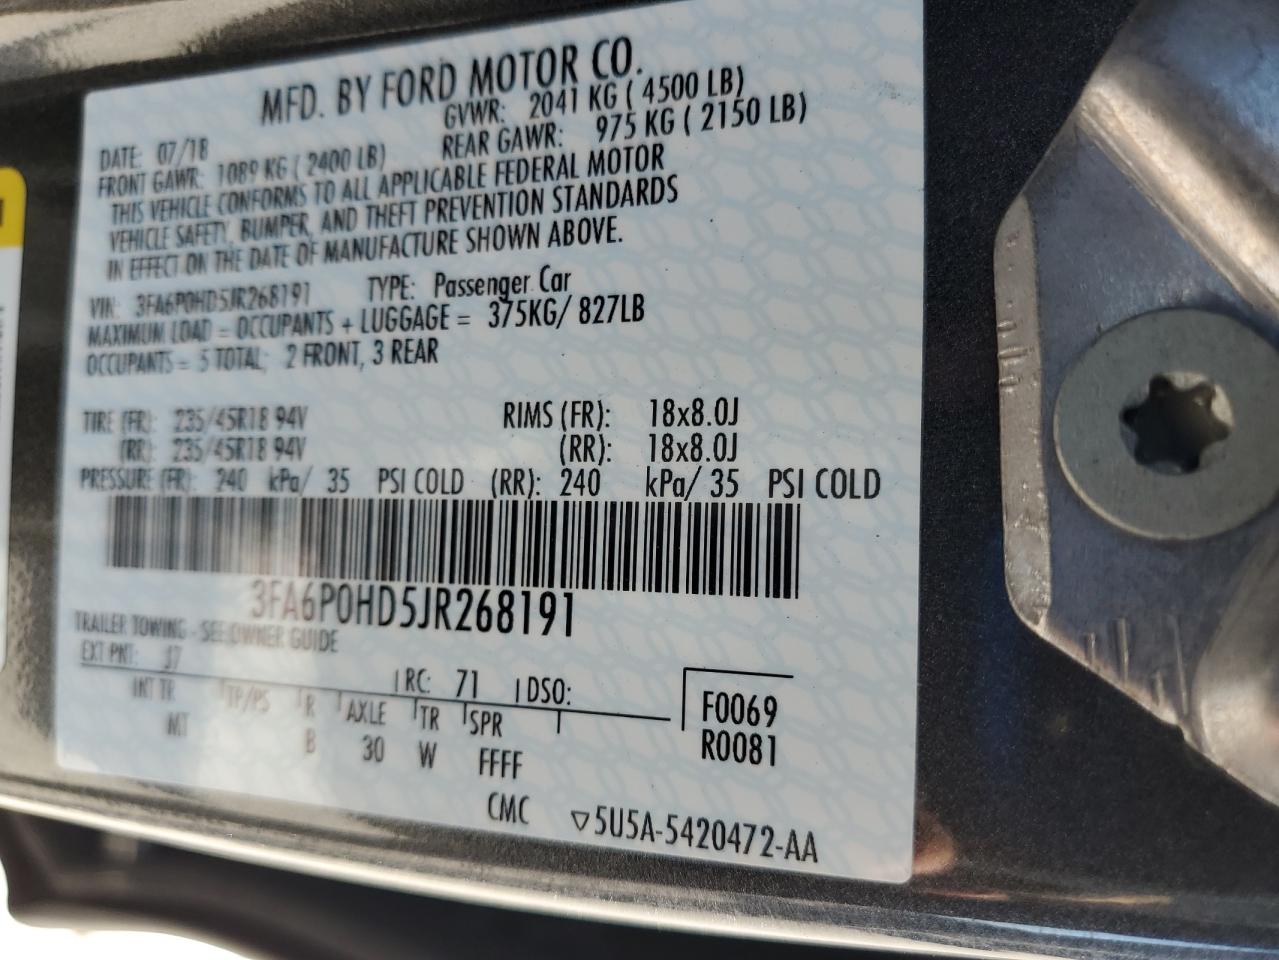 MFD. BY FORD MOTOR CO.
DATE: 07/18 GVWR: 2041 KG ( 4500 LB)
FRONT GAWR: 1089 KG ( 2400 LB) REAR GAWR: 975 KG ( 2150 LB)
THIS VEHICLE CONFORMS TO ALL APPLICABLE FEDERAL MOTOR
VEHICLE SAFETY, BUMPER, AND THEFT PREVENTION STANDARDS
IN EFFECT ON THE DATE OF MANUFACTURE SHOWN ABOVE.
VIN: 3FA6P0HD5JR268191 TYPE: Passenger Car
MAXIMUM LOAD = OCCUPANTS + LUGGAGE = 375KG/ 827LB
OCCUPANTS = 5 TOTAL; 2 FRONT, 3 REAR
TIRE (FR): 235/45R18 94V RIMS (FR): 18x8.0J
(RR): 235/45R18 94V (RR): 18x8.0J
PRESSURE (FR): 240 kPa/ 35 PSI COLD (RR): 240 kPa/ 35 PSI COLD
3FA6P0HD5JR268191
TRAILER TOWING - SEE OWNER GUIDE
EXT PNT: J7 RC: 71 DSO:
INT TR TP/PS R AXLE TR SPR F0069
MT B 30 W FFFF R0081
CMC ▽5U5A-5420472-AA